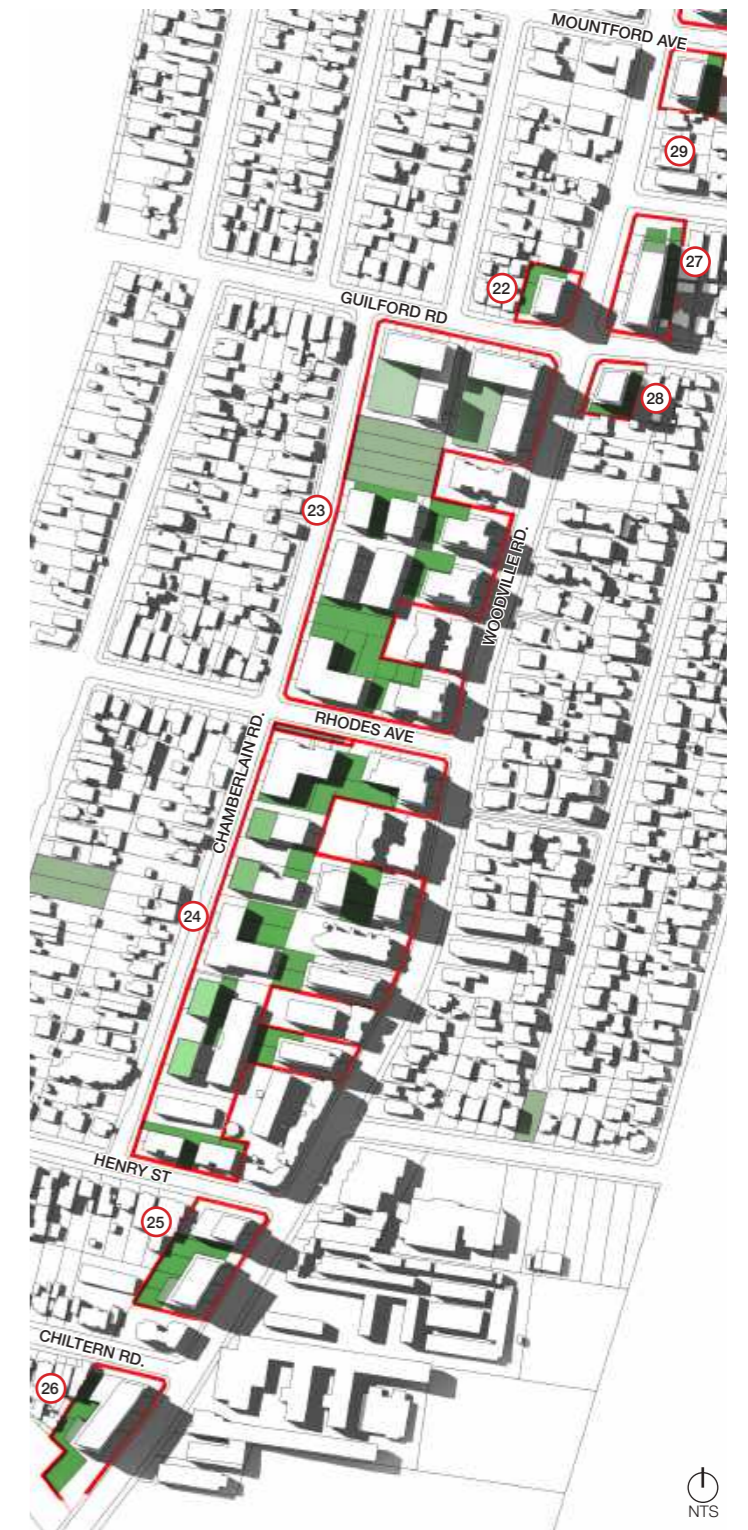 MOUNTFORD AVE
29
27
22
GUILFORD RD
28
23
WOODVILLE RD.
RHODES AVE
CHAMBERLAIN RD.
24
HENRY ST
25
CHILTERN RD.
26
NTS